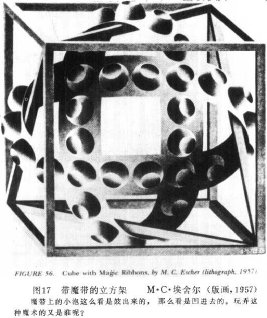 FIGURE 56. Cube with Magic Ribbons, by M. C. Escher (lithograph, 1957)
图17 带魔带的立方架 M·C·埃舍尔（版画,1957）
魔带上的小泡这么看是鼓出来的，那么看是凹进去的。玩弄这
种魔术的又是谁呢？